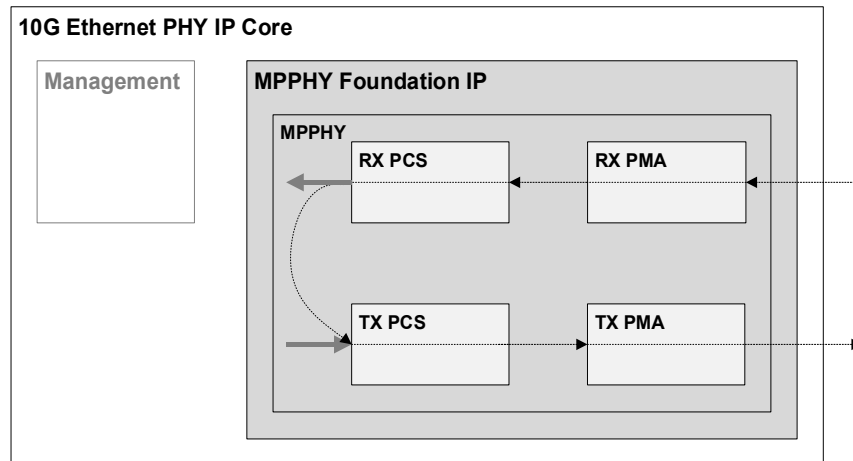 10G Ethernet PHY IP Core
Management
MPPHY Foundation IP
MPPHY
RX PCS
RX PMA
TX PCS
TX PMA